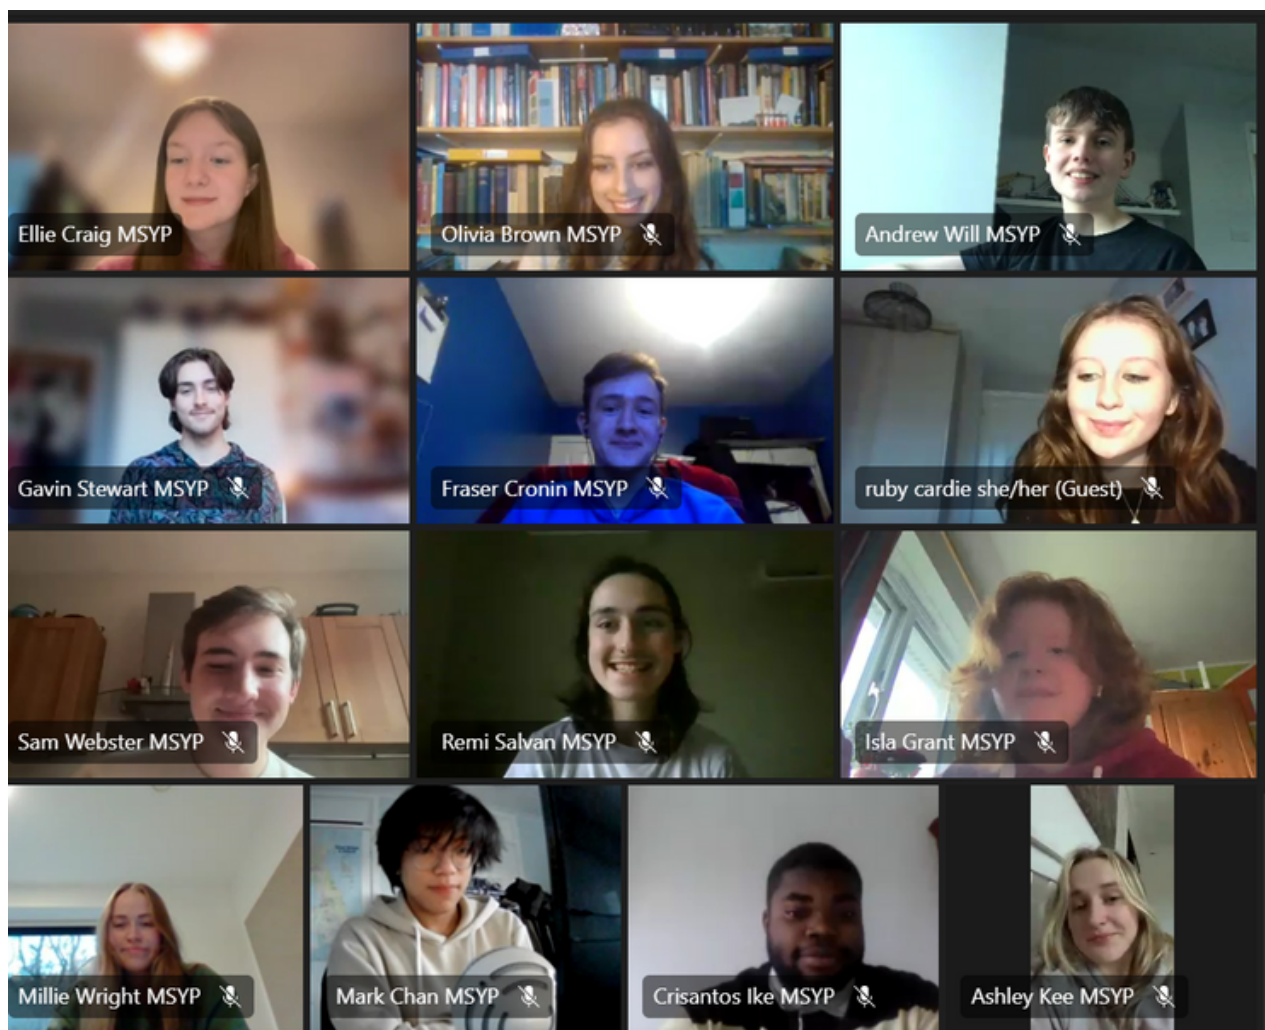 Ellie Craig MSYP
Olivia Brown MSYP
Andrew Will MSYP
Gavin Stewart MSYP
Fraser Cronin MSYP
ruby cardie she/her (Guest)
Sam Webster MSYP
Remi Salvan MSYP
Isla Grant MSYP
Millie Wright MSYP
Mark Chan MSYP
Crisantos Ike MSYP
Ashley Kee MSYP